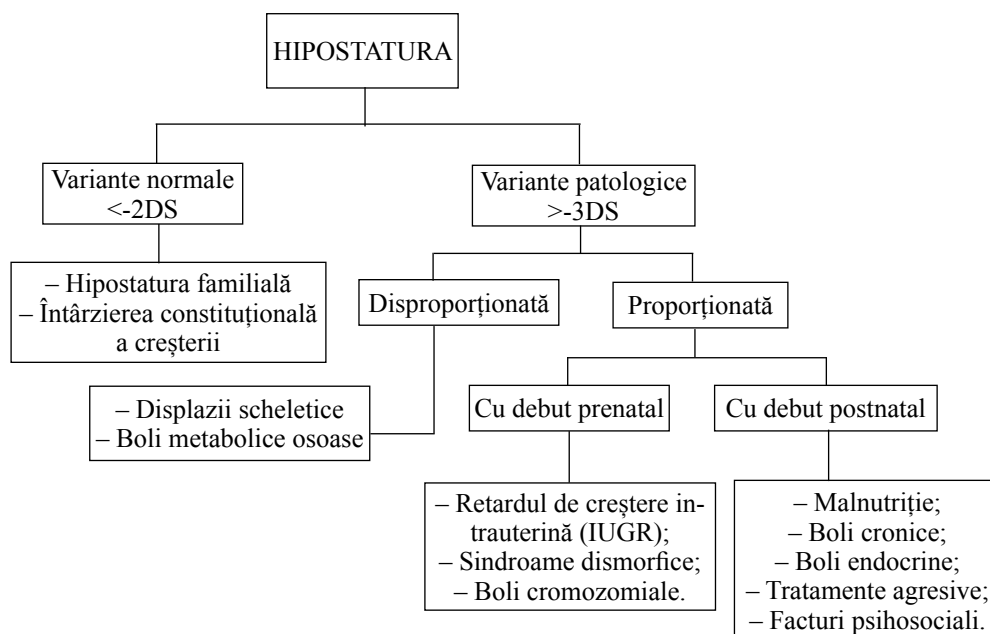 HIPOSTATURA
Variante normale
<-2DS
Variante patologice
>-3DS
– Hipostatura familială
– Întârzierea constituțională
a creșterii
Disproporționată
Proporționată
– Displazii scheletice
– Boli metabolice osoase
Cu debut prenatal
Cu debut postnatal
– Retardul de creștere in-
trauterină (IUGR);
– Sindroame dismorfice;
– Boli cromozomiale.
– Malnutriție;
– Boli cronice;
– Boli endocrine;
– Tratamente agresive;
– Facturi psihosociali.